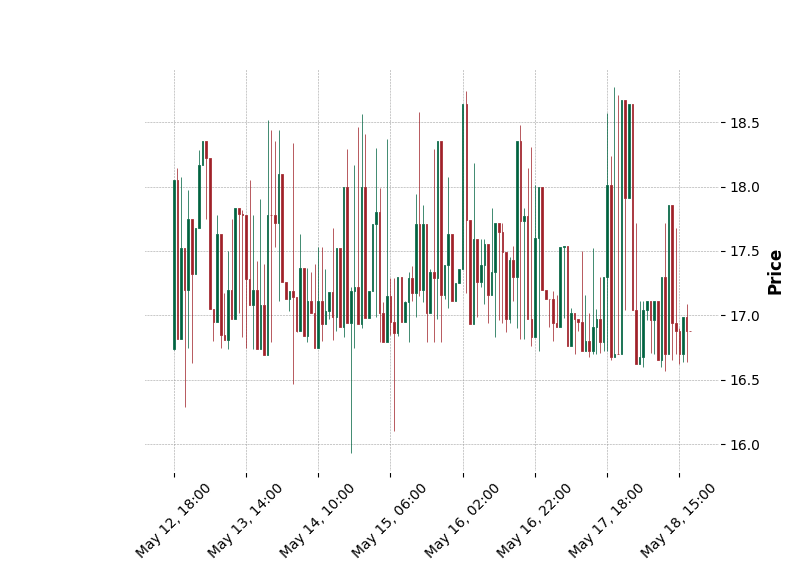 18.5
18.0
17.5
17.0
16.5
16.0
Price
May 12, 18:00
May 13, 14:00
May 14, 10:00
May 15, 06:00
May 16, 02:00
May 16, 22:00
May 17, 18:00
May 18, 15:00